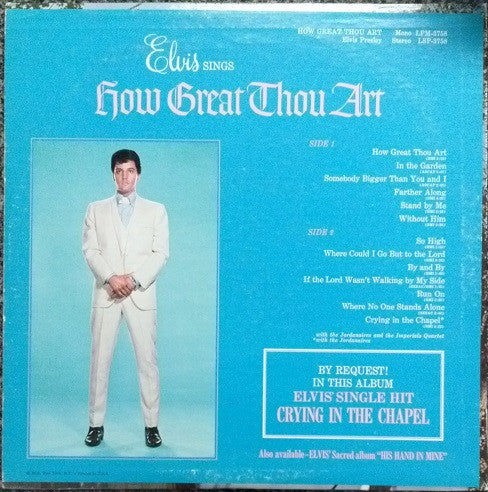 HOW GREAT THOU ART Mono LPM-3758
Elvis Presley Stereo LSP-3758
Elvis SINGS
How Great Thou Art
SIDE 1
How Great Thou Art
In the Garden
Somebody Bigger Than You and I
Farther Along
Stand by Me
Without Him
SIDE 2
So High
Where Could I Go But to the Lord
By and By
If the Lord Wasn't Walking by My Side
Run On
Where No One Stands Alone
Crying in the Chapel*
with the Jordanaires and the Imperials Quartet
*with the Jordanaires
BY REQUEST!
IN THIS ALBUM
ELVIS' SINGLE HIT
CRYING IN THE CHAPEL
Also available–ELVIS' Sacred album "HIS HAND IN MINE"